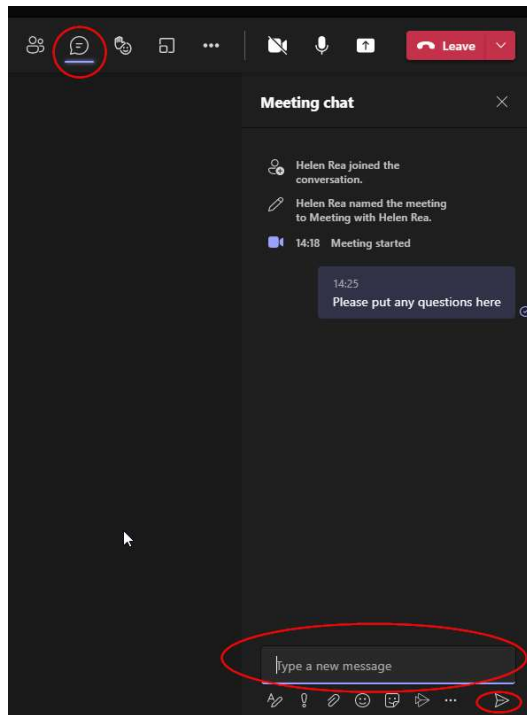 Leave
Meeting chat
Helen Rea joined the
conversation.
Helen Rea named the meeting
to Meeting with Helen Rea.
14:18 Meeting started
14:25
Please put any questions here
Type a new message